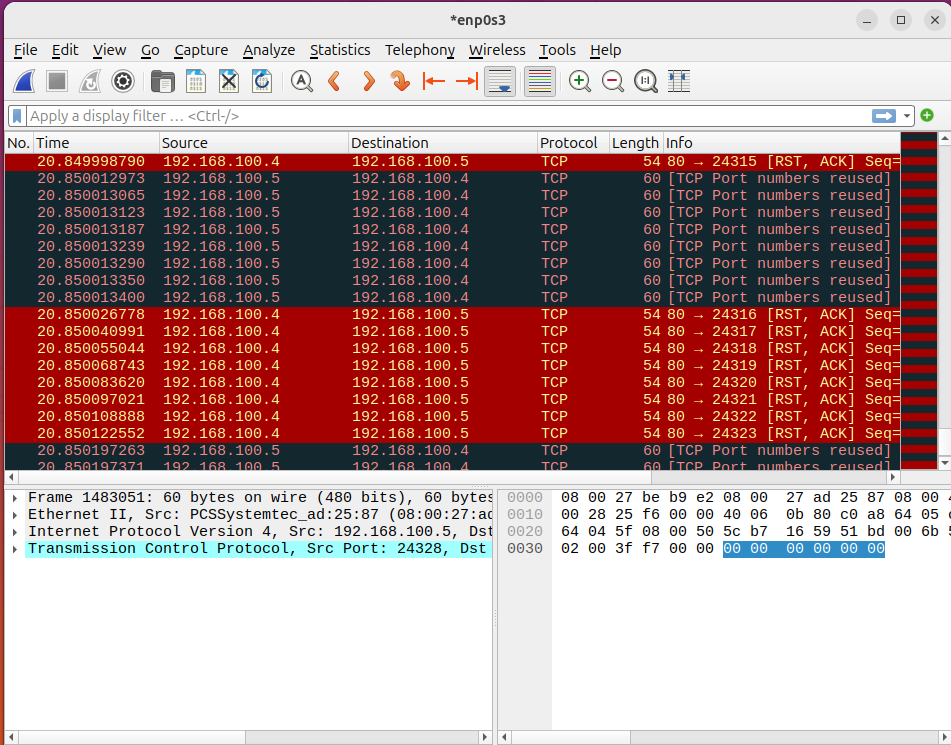 *enp0s3
File Edit View Go Capture Analyze Statistics Telephony Wireless Tools Help
Apply a display filter … <Ctrl-/>
No. Time Source Destination Protocol Length Info
20.849998790 192.168.100.4 192.168.100.5 TCP 54 80 → 24315 [RST, ACK] Seq=
20.850012973 192.168.100.5 192.168.100.4 TCP 60 [TCP Port numbers reused]
20.850013065 192.168.100.5 192.168.100.4 TCP 60 [TCP Port numbers reused]
20.850013123 192.168.100.5 192.168.100.4 TCP 60 [TCP Port numbers reused]
20.850013187 192.168.100.5 192.168.100.4 TCP 60 [TCP Port numbers reused]
20.850013239 192.168.100.5 192.168.100.4 TCP 60 [TCP Port numbers reused]
20.850013290 192.168.100.5 192.168.100.4 TCP 60 [TCP Port numbers reused]
20.850013350 192.168.100.5 192.168.100.4 TCP 60 [TCP Port numbers reused]
20.850013400 192.168.100.5 192.168.100.4 TCP 60 [TCP Port numbers reused]
20.850026778 192.168.100.4 192.168.100.5 TCP 54 80 → 24316 [RST, ACK] Seq=
20.850040991 192.168.100.4 192.168.100.5 TCP 54 80 → 24317 [RST, ACK] Seq=
20.850055044 192.168.100.4 192.168.100.5 TCP 54 80 → 24318 [RST, ACK] Seq=
20.850068743 192.168.100.4 192.168.100.5 TCP 54 80 → 24319 [RST, ACK] Seq=
20.850083620 192.168.100.4 192.168.100.5 TCP 54 80 → 24320 [RST, ACK] Seq=
20.850097021 192.168.100.4 192.168.100.5 TCP 54 80 → 24321 [RST, ACK] Seq=
20.850108888 192.168.100.4 192.168.100.5 TCP 54 80 → 24322 [RST, ACK] Seq=
20.850122552 192.168.100.4 192.168.100.5 TCP 54 80 → 24323 [RST, ACK] Seq=
20.850197263 192.168.100.5 192.168.100.4 TCP 60 [TCP Port numbers reused]
20.850197371 192.168.100.5 192.168.100.4 TCP 60 [TCP Port numbers reused]
Frame 1483051: 60 bytes on wire (480 bits), 60 bytes
Ethernet II, Src: PCSSystemtec_ad:25:87 (08:00:27:ad
Internet Protocol Version 4, Src: 192.168.100.5, Dst
Transmission Control Protocol, Src Port: 24328, Dst
0000 08 00 27 be b9 e2 08 00 27 ad 25 87 08 00 4
0010 00 28 25 f6 00 00 40 06 0b 80 c0 a8 64 05 c
0020 64 04 5f 08 00 50 5c b7 16 59 51 bd 00 6b 5
0030 02 00 3f f7 00 00 00 00 00 00 00 00